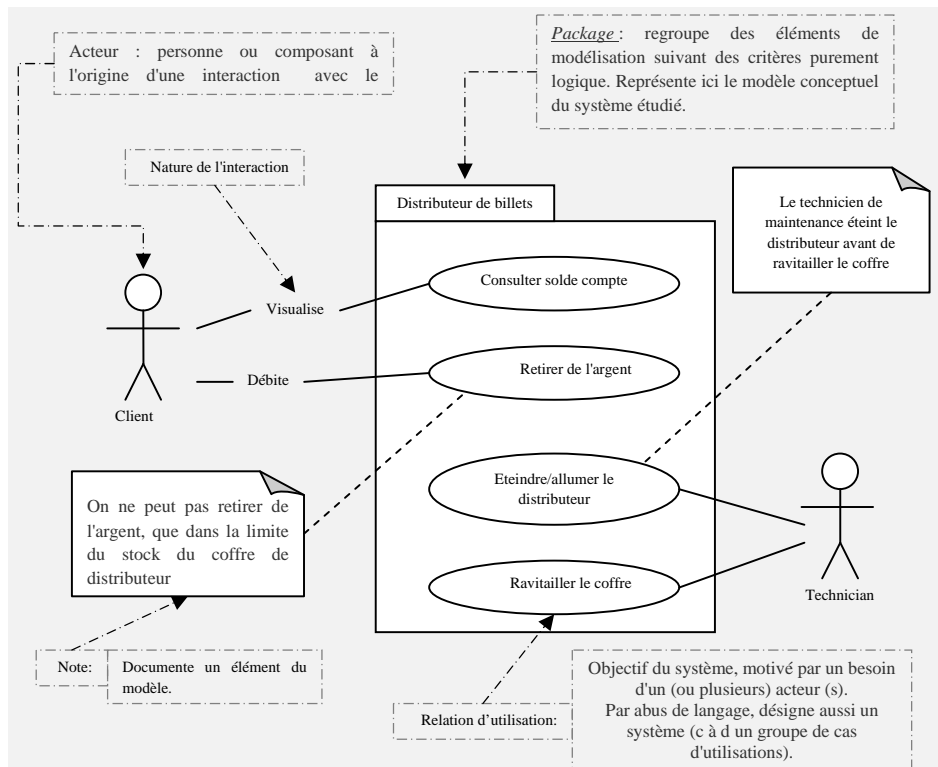 Acteur : personne ou composant à
l'origine d'une interaction avec le
Package : regroupe des éléments de
modélisation suivant des critères purement
logique. Représente ici le modèle conceptuel
du système étudié.
Nature de l'interaction
Distributeur de billets
Le technicien de
maintenance éteint le
distributeur avant de
ravitailler le coffre
Consulter solde compte
Visualise
Retirer de l'argent
Débite
Client
Eteindre/allumer le
distributeur
On ne peut pas retirer de
l'argent, que dans la limite
du stock du coffre de
distributeur
Ravitailler le coffre
Technician
Note:
Documente un élément du
modèle.
Relation d'utilisation:
Objectif du système, motivé par un besoin
d'un (ou plusieurs) acteur (s).
Par abus de langage, désigne aussi un
système (c à d un groupe de cas
d'utilisations).